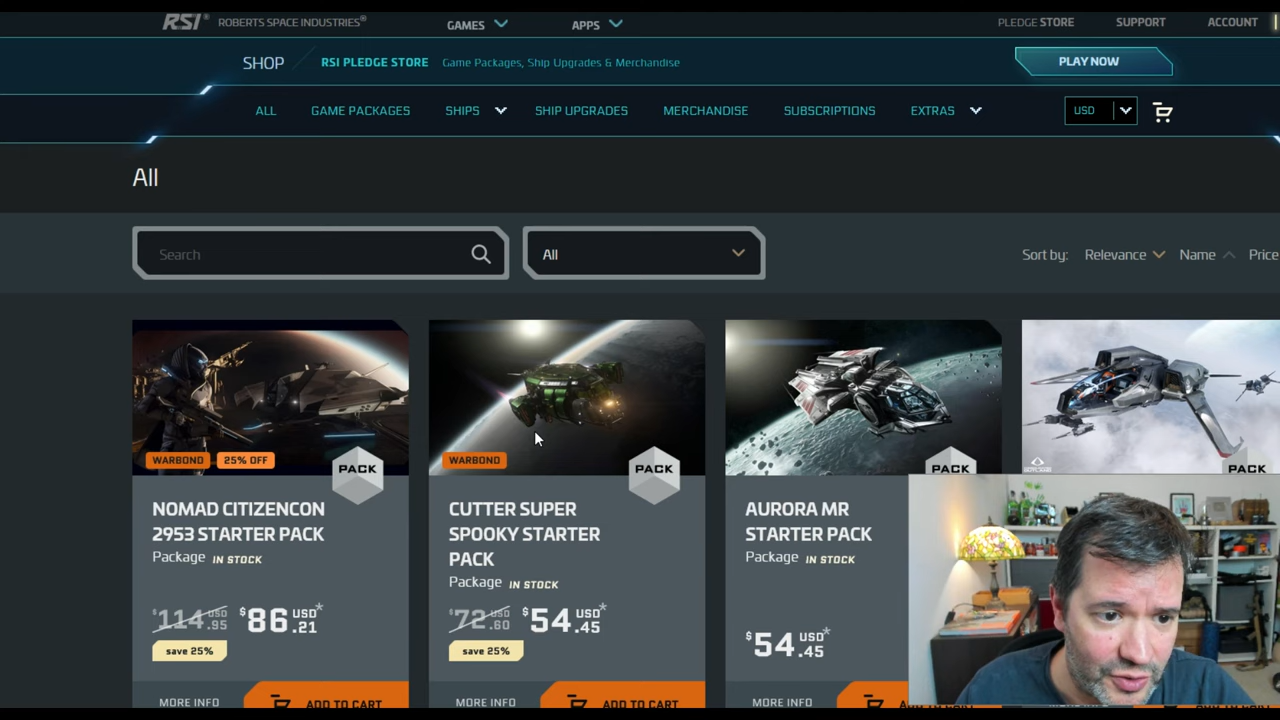 RSI® ROBERTS SPACE INDUSTRIES® GAMES APPS PLEDGE STORE SUPPORT ACCOUNT
SHOP RSI PLEDGE STORE Game Packages, Ship Upgrades & Merchandise PLAY NOW
ALL GAME PACKAGES SHIPS SHIP UPGRADES MERCHANDISE SUBSCRIPTIONS EXTRAS USD
All
Search All Sort by: Relevance Name Price
WARBOND 25% OFF PACK
NOMAD CITIZENCON
2953 STARTER PACK
Package IN STOCK
$114.95 USD $86.21 USD*
save 25%
MORE INFO ADD TO CART
WARBOND PACK
CUTTER SUPER
SPOOKY STARTER
PACK
Package IN STOCK
$72.60 USD $54.45 USD*
save 25%
MORE INFO ADD TO CART
PACK
AURORA MR
STARTER PACK
Package IN STOCK
$54.45 USD*
MORE INFO
PACK